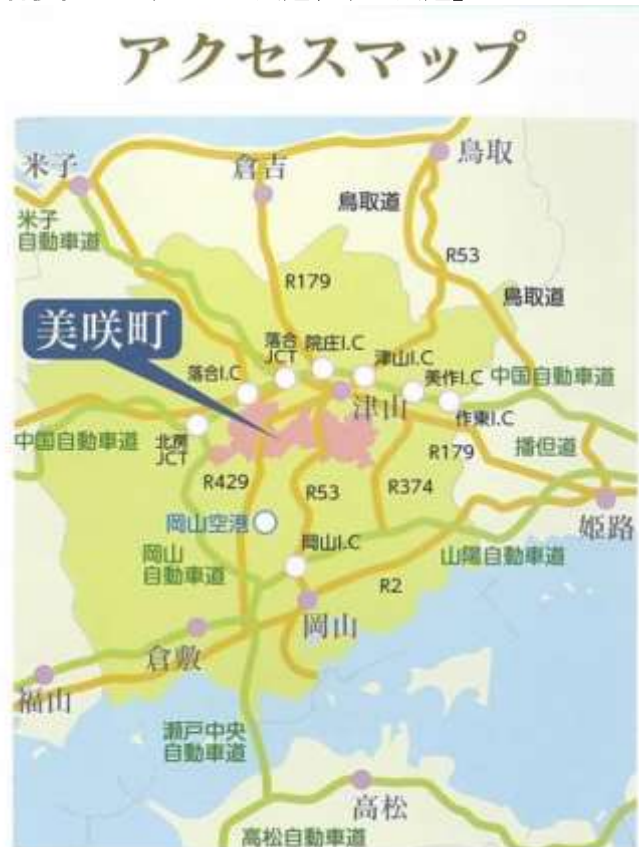 アクセスマップ
米子
倉吉
鳥取
鳥取道
米子
自動車道
R53
R179
鳥取道
美咲町
落合
JCT
院庄I.C
津山I.C
落合I.C
美作I.C
中国自動車道
津山
作東I.C
中国自動車道
北房
JCT
R179
播但道
R429
R53
R374
岡山空港
姫路
岡山I.C
岡山
自動車道
山陽自動車道
R2
岡山
倉敷
福山
瀬戸中央
自動車道
高松
高松自動車道